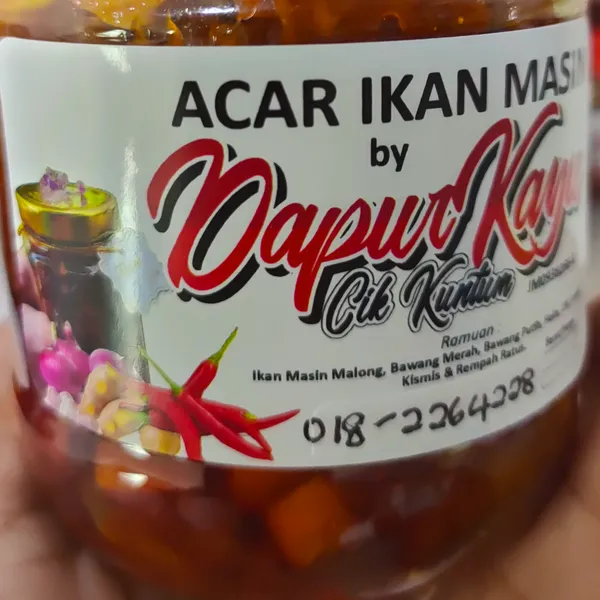 ACAR IKAN MASIN
by
Dapur Kayu
Cik Kuntum
Ramuan :
Ikan Masin Malong, Bawang Merah, Bawang Putih,
Kismis & Rempah Ratus.
018-2264228